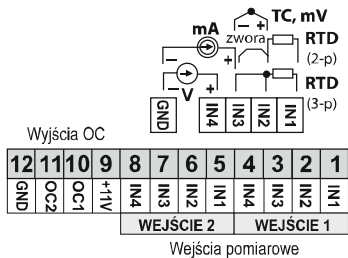 TC, mV
− +
mA
zwora
RTD
(2-p)
− +
− +
V
RTD
(3-p)
GND IN4 IN3 IN2 IN1
Wyjścia OC
12 11 10 9 8 7 6 5 4 3 2 1
GND OC2 OC1 +11V IN4 IN3 IN2 IN1 IN4 IN3 IN2 IN1
WEJŚCIE 2 WEJŚCIE 1
Wejścia pomiarowe